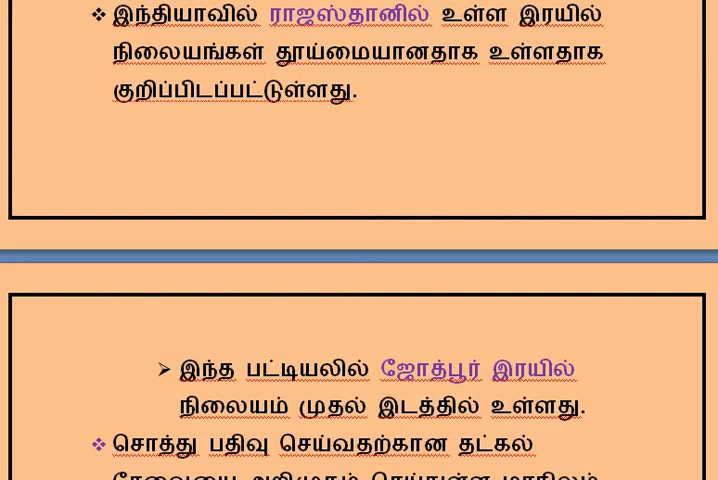 ❖ இந்தியாவில் ராஜஸ்தானில் உள்ள இரயில்
நிலையங்கள் தூய்மையானதாக உள்ளதாக
குறிப்பிடப்பட்டுள்ளது.
➢ இந்த பட்டியலில் ஜோத்பூர் இரயில்
நிலையம் முதல் இடத்தில் உள்ளது.
❖ சொத்து பதிவு செய்வதற்கான தட்கல்